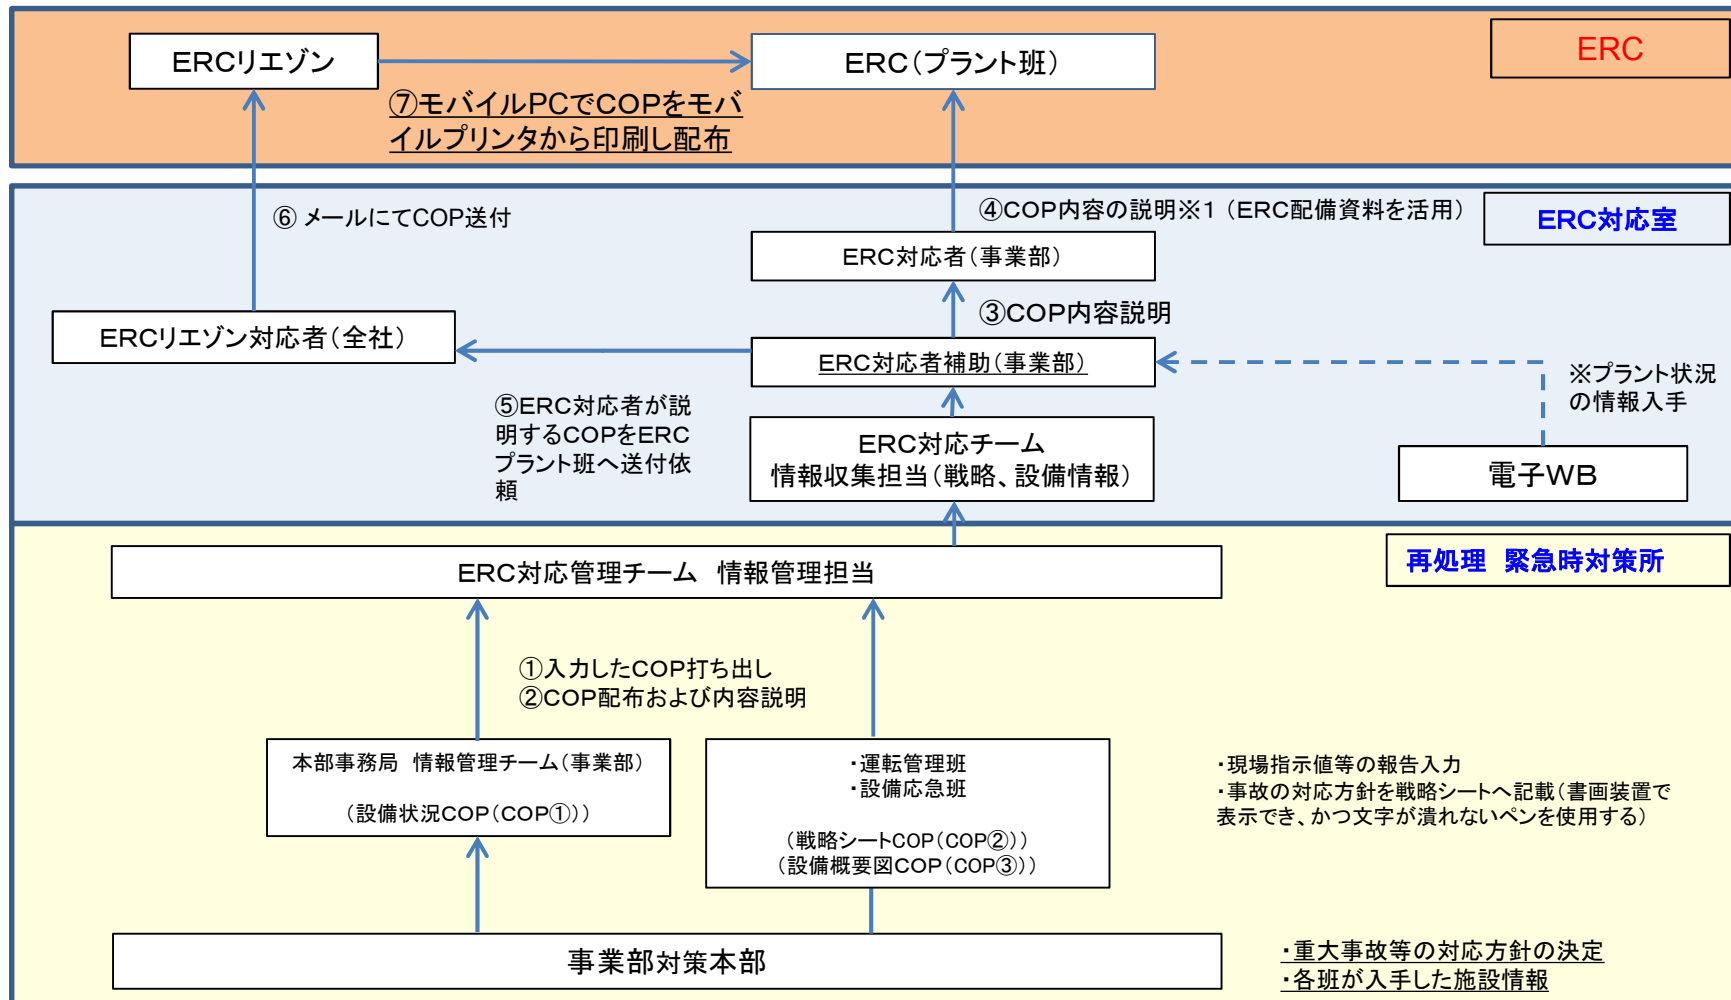 ERCリエゾン
ERC(プラント班)
ERC
⑦モバイルPCでCOPをモバ
イルプリンタから印刷し配布
⑥ メールにてCOP送付
④COP内容の説明※1 (ERC配備資料を活用)
ERC対応室
ERC対応者(事業部)
③COP内容説明
ERCリエゾン対応者(全社)
ERC対応者補助(事業部)
※プラント状況
の情報入手
⑤ERC対応者が説
明するCOPをERC
プラント班へ送付依
頼
ERC対応チーム
情報収集担当(戦略、設備情報)
電子WB
再処理 緊急時対策所
ERC対応管理チーム 情報管理担当
①入力したCOP打ち出し
②COP配布および内容説明
本部事務局 情報管理チーム(事業部)
(設備状況COP(COP①))
・運転管理班
・設備応急班
(戦略シートCOP(COP②))
(設備概要図COP(COP③))
・現場指示値等の報告入力
・事故の対応方針を戦略シートへ記載(書画装置で
表示でき、かつ文字が潰れないペンを使用する)
事業部対策本部
・重大事故等の対応方針の決定
・各班が入手した施設情報